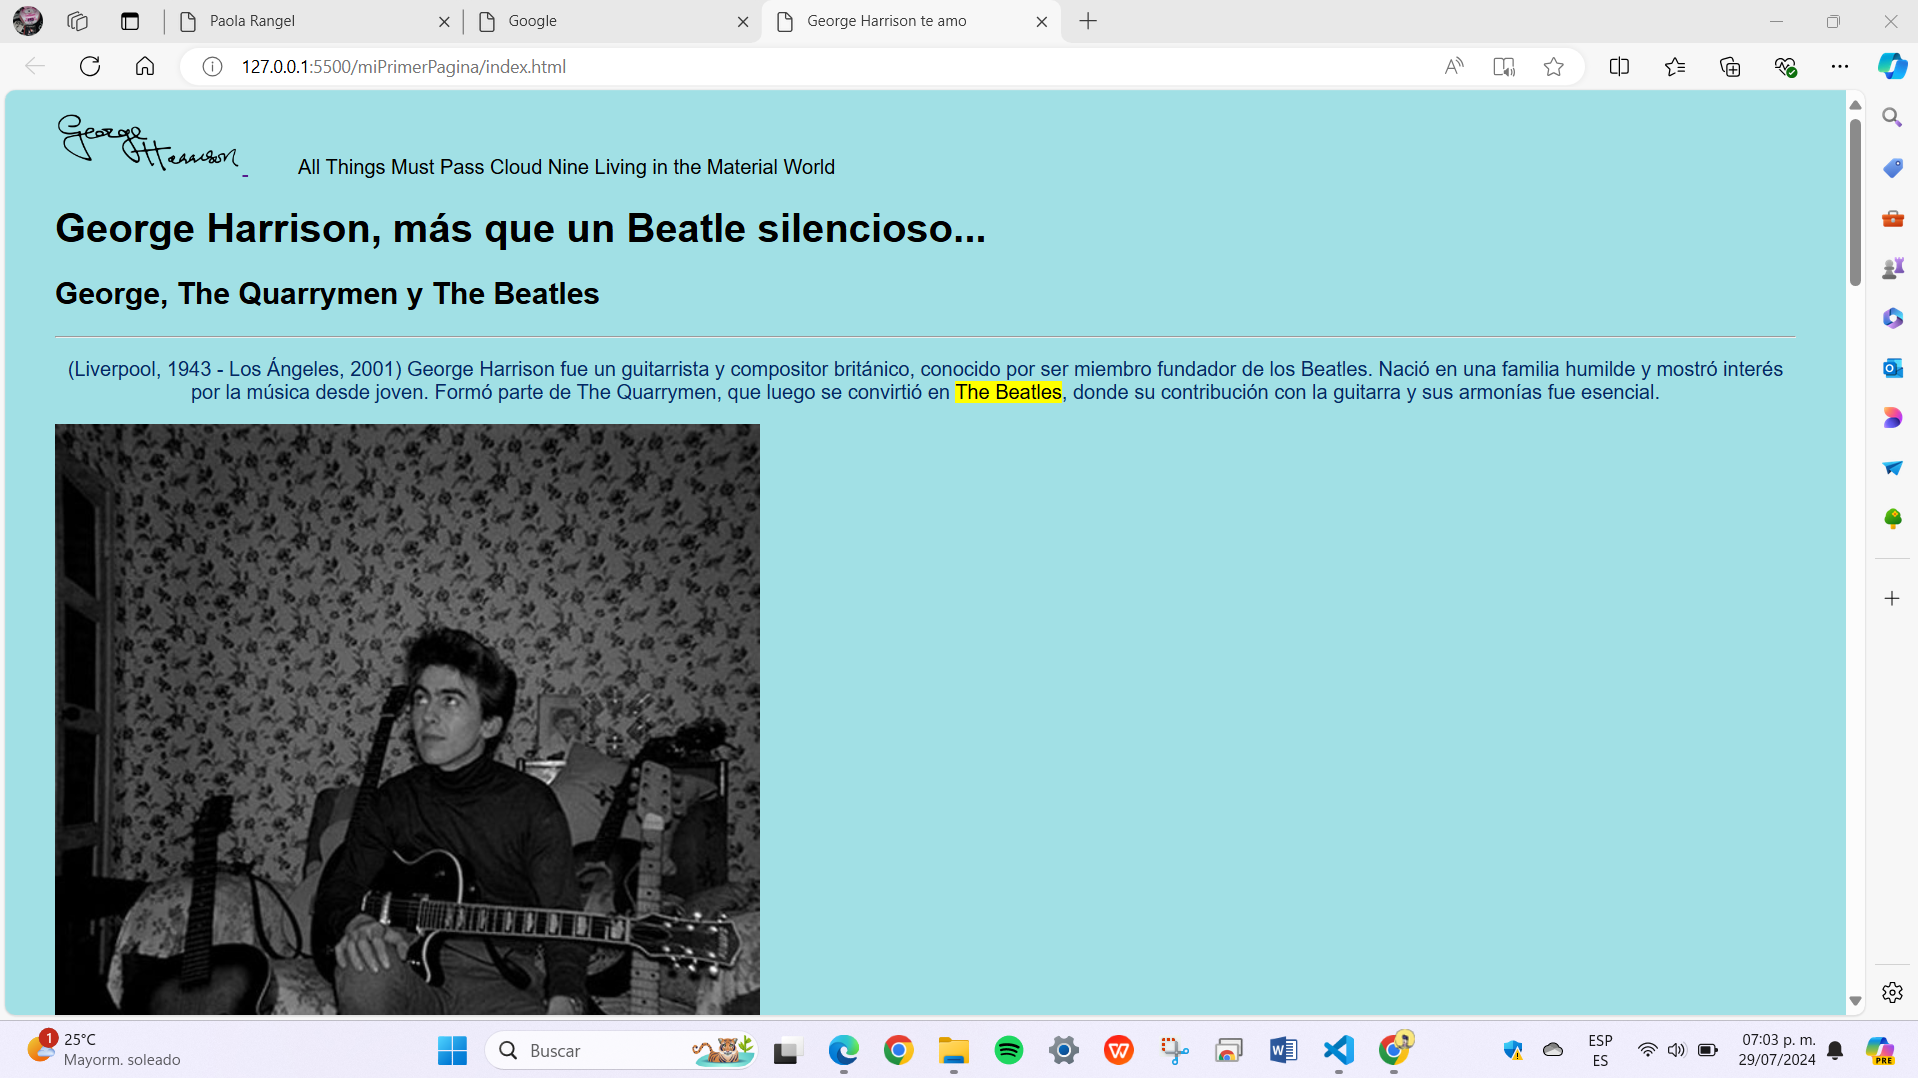 Paola Rangel
Google
George Harrison te amo
127.0.0.1:5500/miPrimerPagina/index.html
George Harrison
All Things Must Pass Cloud Nine Living in the Material World
George Harrison, más que un Beatle silencioso...
George, The Quarrymen y The Beatles
(Liverpool, 1943 - Los Ángeles, 2001) George Harrison fue un guitarrista y compositor británico, conocido por ser miembro fundador de los Beatles. Nació en una familia humilde y mostró interés
por la música desde joven. Formó parte de The Quarrymen, que luego se convirtió en The Beatles, donde su contribución con la guitarra y sus armonías fue esencial.
1
25°C
Mayorm. soleado
Buscar
ESP
ES
07:03 p. m.
29/07/2024
PRE